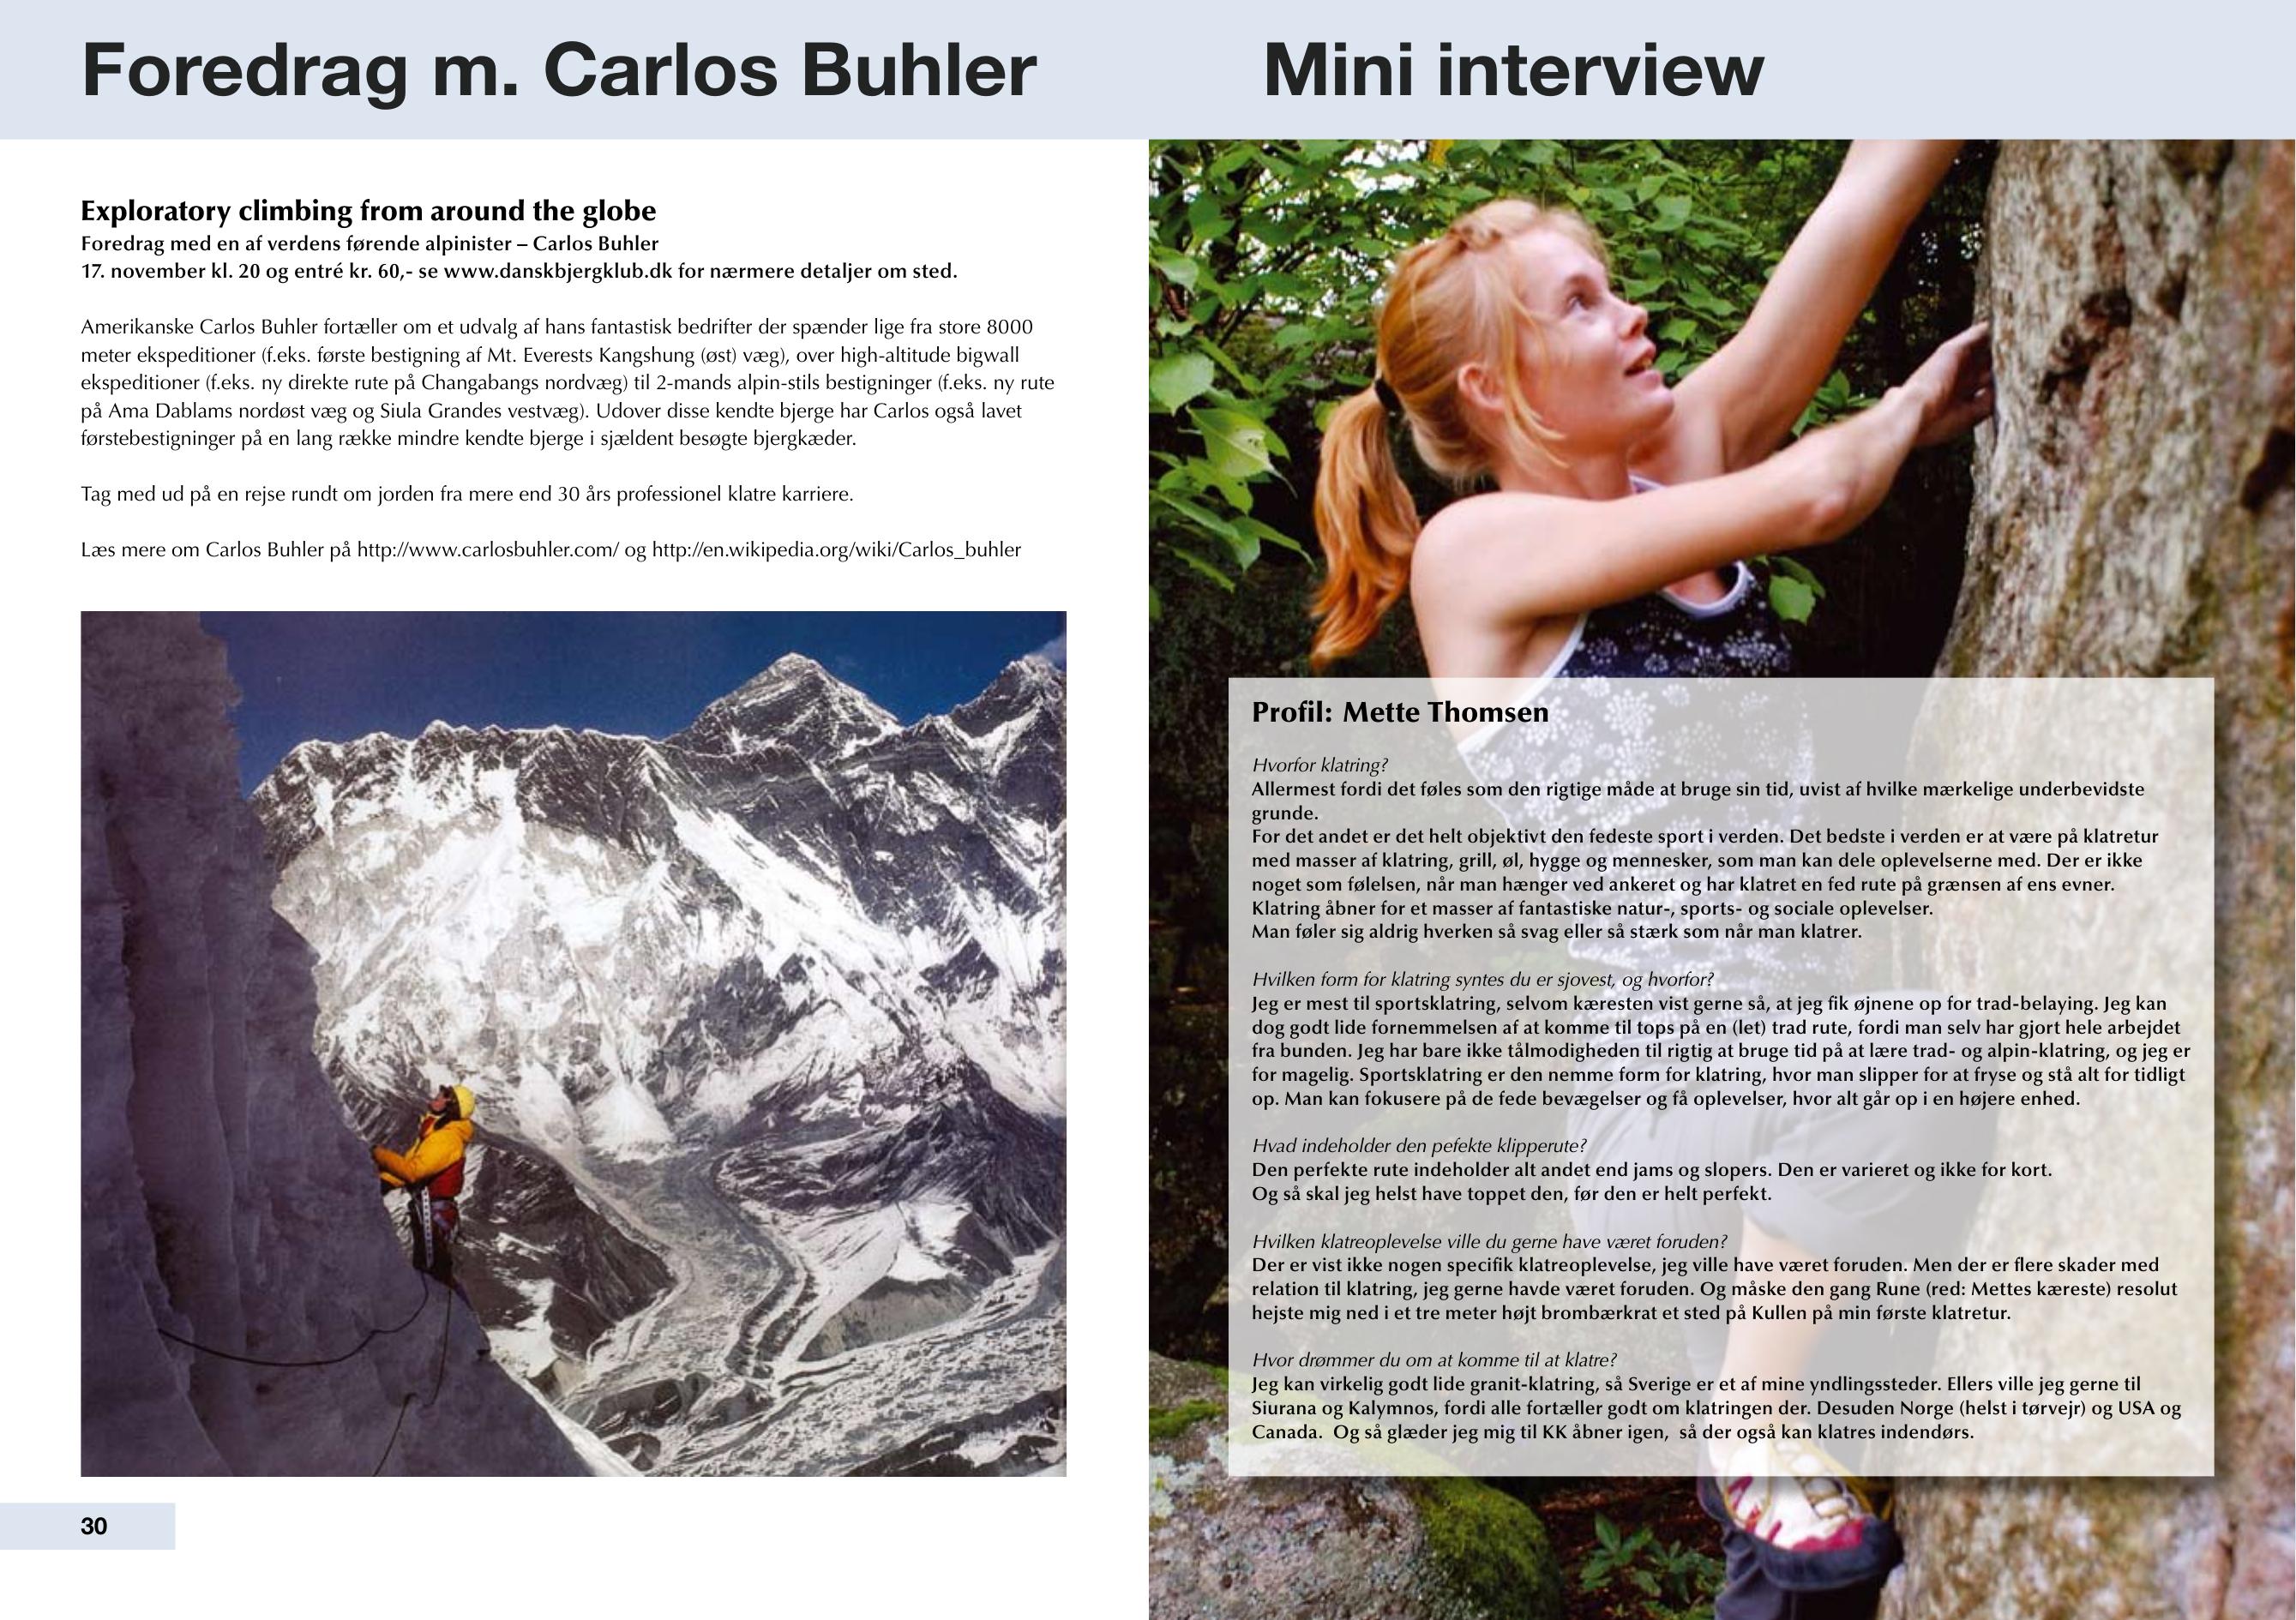 Foredrag m. Carlos Buhler
Exploratory climbing from around the globe
Foredrag med en af verdens førende alpinister – Carlos Buhler
17. november kl. 20 og entré kr. 60,- se www.danskbjergklub.dk for nærmere detaljer om sted.
Amerikanske Carlos Buhler fortæller om et udvalg af hans fantastisk bedrifter der spænder lige fra store 8000
meter ekspeditioner (f.eks. første bestigning af Mt. Everests Kangshung (øst) væg), over high-altitude bigwall
ekspeditioner (f.eks. ny direkte rute på Changabangs nordvæg) til 2-mands alpin-stils bestigninger (f.eks. ny rute
på Ama Dablams nordøst væg og Siula Grandes vestvæg). Udover disse kendte bjerge har Carlos også lavet
førstebestigninger på en lang række mindre kendte bjerge i sjældent besøgte bjergkæder.
Tag med ud på en rejse rundt om jorden fra mere end 30 års professionel klatre karriere.
Læs mere om Carlos Buhler på http://www.carlosbuhler.com/ og http://en.wikipedia.org/wiki/Carlos_buhler
30
Mini interview
Profil: Mette Thomsen
Hvorfor klatring?
Allermest fordi det føles som den rigtige måde at bruge sin tid, uvist af hvilke mærkelige underbevidste
grunde.
For det andet er det helt objektivt den fedeste sport i verden. Det bedste i verden er at være på klatretur
med masser af klatring, grill, øl, hygge og mennesker, som man kan dele oplevelserne med. Der er ikke
noget som følelsen, når man hænger ved ankeret og har klatret en fed rute på grænsen af ens evner.
Klatring åbner for et masser af fantastiske natur-, sports- og sociale oplevelser.
Man føler sig aldrig hverken så svag eller så stærk som når man klatrer.
Hvilken form for klatring syntes du er sjovest, og hvorfor?
Jeg er mest til sportsklatring, selvom kæresten vist gerne så, at jeg fik øjnene op for trad-belaying. Jeg kan
dog godt lide fornemmelsen af at komme til tops på en (let) trad rute, fordi man selv har gjort hele arbejdet
fra bunden. Jeg har bare ikke tålmodigheden til rigtig at bruge tid på at lære trad- og alpin-klatring, og jeg er
for magelig. Sportsklatring er den nemme form for klatring, hvor man slipper for at fryse og stå alt for tidligt
op. Man kan fokusere på de fede bevægelser og få oplevelser, hvor alt går op i en højere enhed.
Hvad indeholder den pefekte klipperute?
Den perfekte rute indeholder alt andet end jams og slopers. Den er varieret og ikke for kort.
Og så skal jeg helst have toppet den, før den er helt perfekt.
Hvilken klatreoplevelse ville du gerne have været foruden?
Der er vist ikke nogen specifik klatreoplevelse, jeg ville have været foruden. Men der er flere skader med
relation til klatring, jeg gerne havde været foruden. Og måske den gang Rune (red: Mettes kæreste) resolut
hejste mig ned i et tre meter højt brombærkrat et sted på Kullen på min første klatretur.
Hvor drømmer du om at komme til at klatre?
Jeg kan virkelig godt lide granit-klatring, så Sverige er et af mine yndlingssteder. Ellers ville jeg gerne til
Siurana og Kalymnos, fordi alle fortæller godt om klatringen der. Desuden Norge (helst i tørvejr) og USA og
Canada.  Og så glæder jeg mig til KK åbner igen,  så der også kan klatres indendørs.